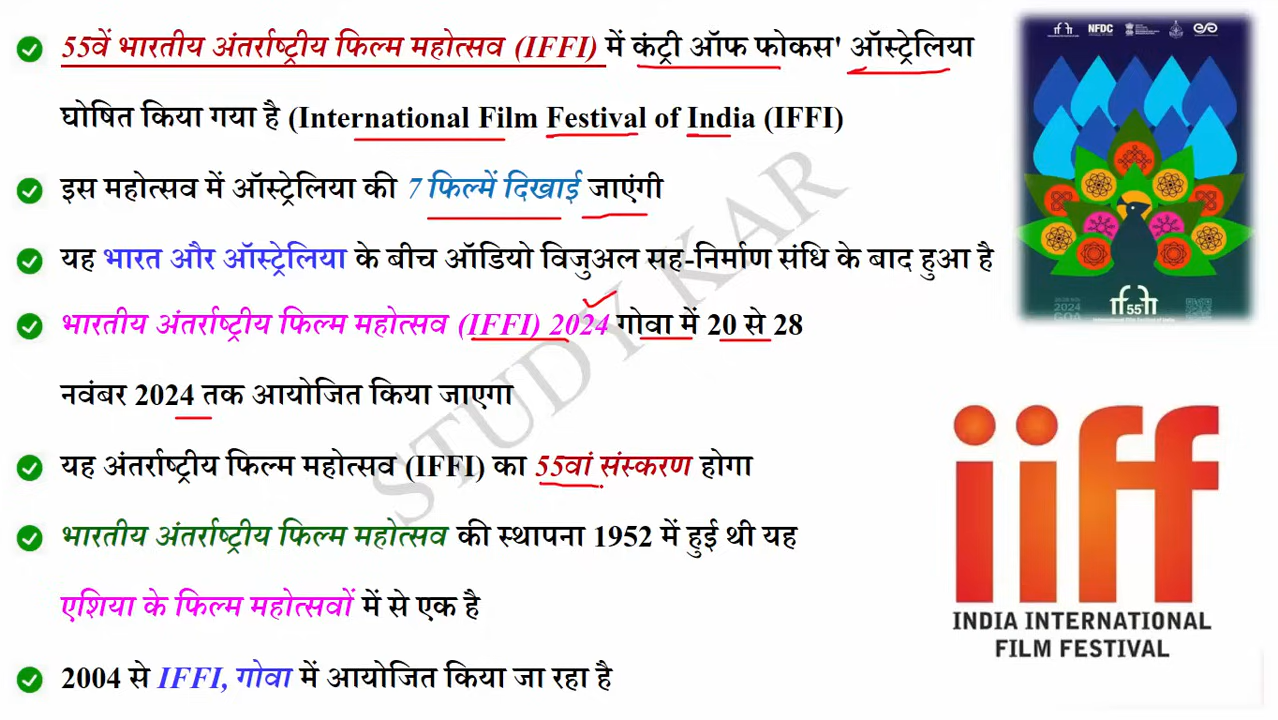 55वें भारतीय अंतर्राष्ट्रीय फिल्म महोत्सव (IFFI) में कंट्री ऑफ फोकस' ऑस्ट्रेलिया
घोषित किया गया है (International Film Festival of India (IFFI)
इस महोत्सव में ऑस्ट्रेलिया की 7 फिल्में दिखाई जाएंगी
यह भारत और ऑस्ट्रेलिया के बीच ऑडियो विजुअल सह-निर्माण संधि के बाद हुआ है
भारतीय अंतर्राष्ट्रीय फिल्म महोत्सव (IFFI) 2024 गोवा में 20 से 28
नवंबर 2024 तक आयोजित किया जाएगा
यह अंतर्राष्ट्रीय फिल्म महोत्सव (IFFI) का 55वां संस्करण होगा
भारतीय अंतर्राष्ट्रीय फिल्म महोत्सव की स्थापना 1952 में हुई थी यह
एशिया के फिल्म महोत्सवों में से एक है
2004 से IFFI, गोवा में आयोजित किया जा रहा है
STUDY KAR
NFDC
2024
GOA
55
iiff
INDIA INTERNATIONAL
FILM FESTIVAL